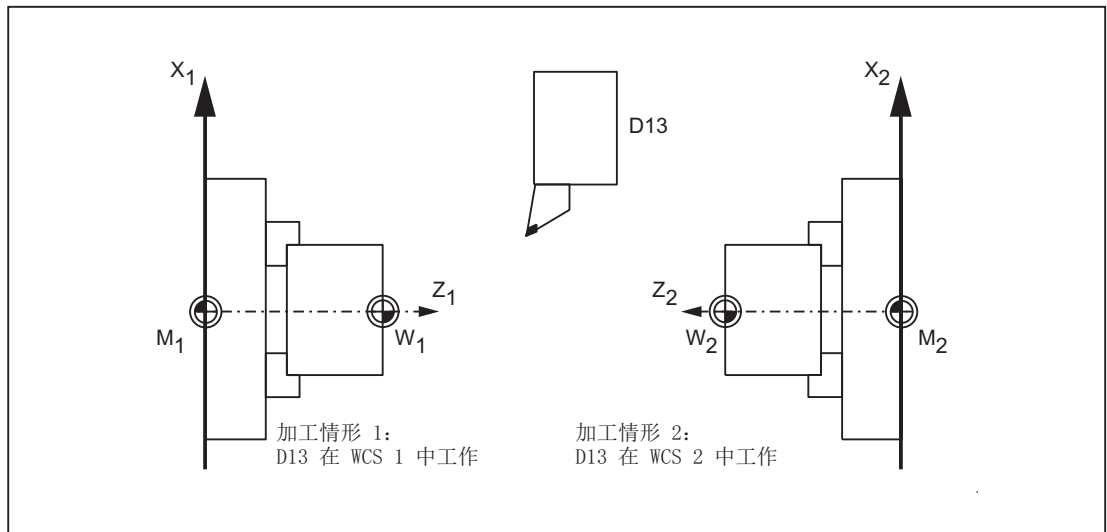 X1
D13
X2
Z1
M1
W1
Z2
W2
M2
加工情形 1:
D13 在 WCS 1 中工作
加工情形 2:
D13 在 WCS 2 中工作